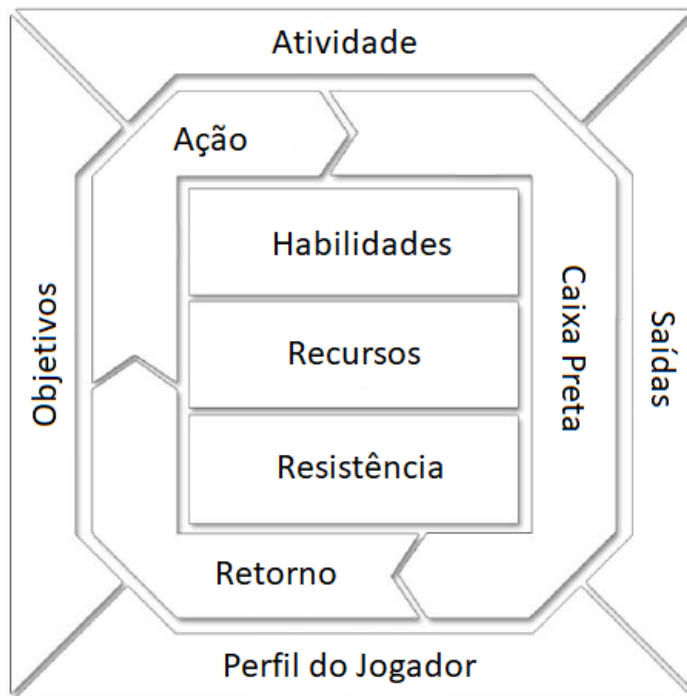 Atividade
Ação
Habilidades
Recursos
Resistência
Objetivos
Caixa Preta
Saídas
Retorno
Perfil do Jogador